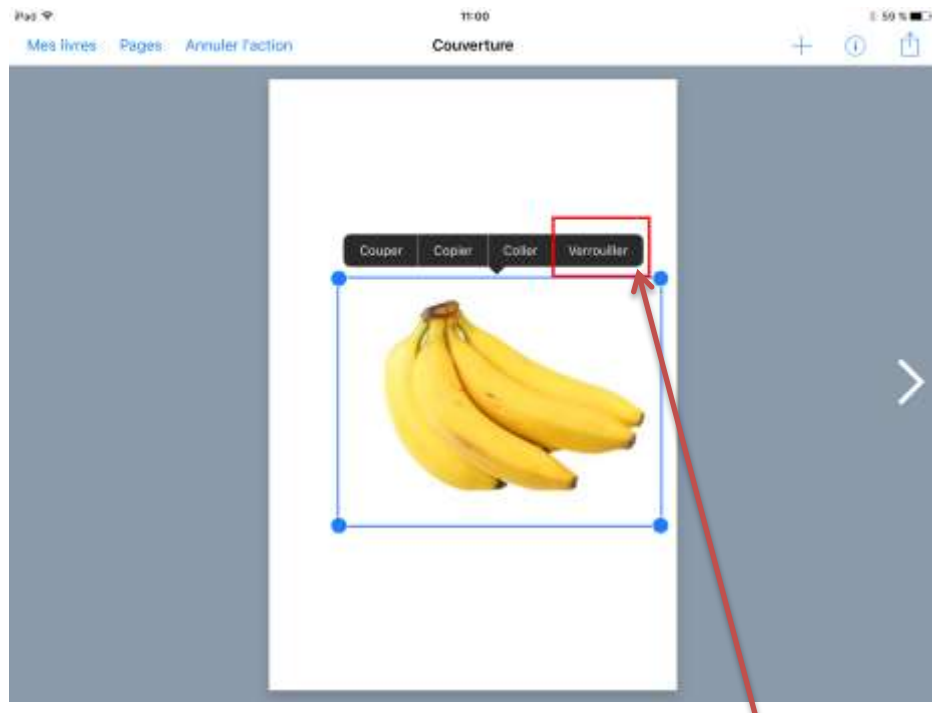 iPad 11:00 59 %
Mes livres Pages Annuler l'action Couverture
Couper Copier Coller Verrouiller